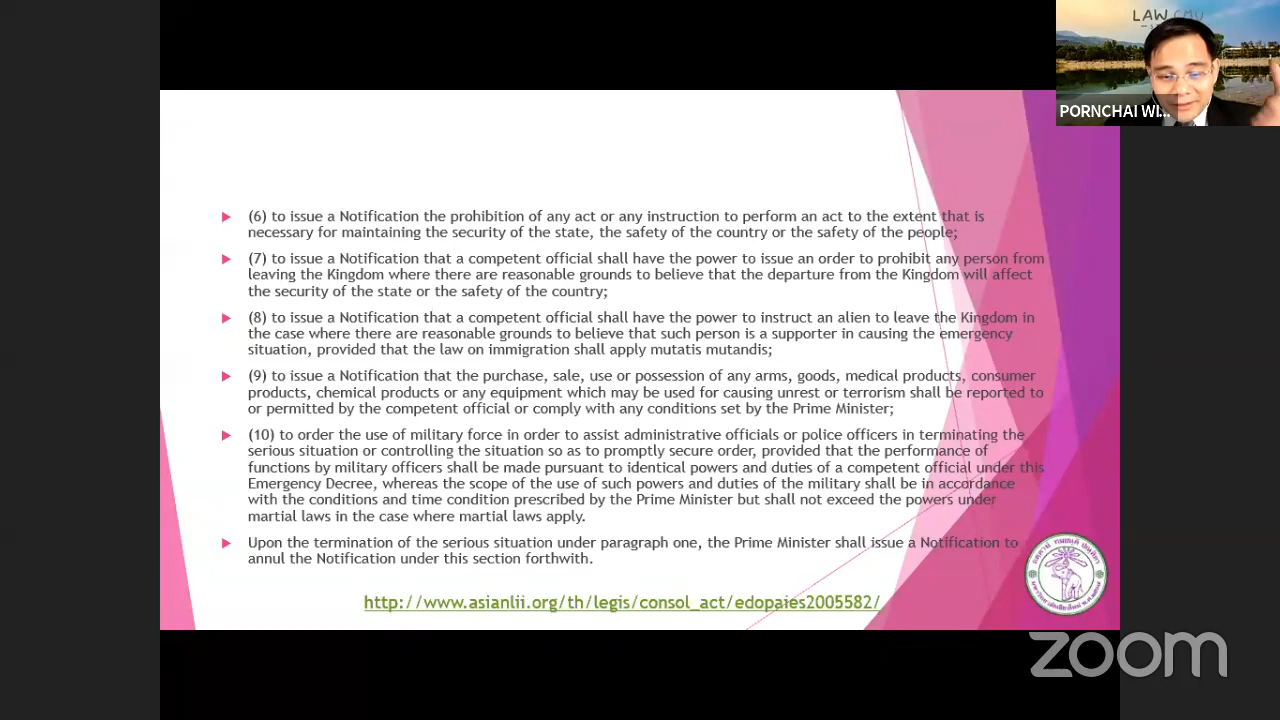 LAW CMU
PORNCHAI WI...
(6) to issue a Notification the prohibition of any act or any instruction to perform an act to the extent that is
necessary for maintaining the security of the state, the safety of the country or the safety of the people;
(7) to issue a Notification that a competent official shall have the power to issue an order to prohibit any person from
leaving the Kingdom where there are reasonable grounds to believe that the departure from the Kingdom will affect
the security of the state or the safety of the country;
(8) to issue a Notification that a competent official shall have the power to instruct an alien to leave the Kingdom in
the case where there are reasonable grounds to believe that such person is a supporter in causing the emergency
situation, provided that the law on immigration shall apply mutatis mutandis;
(9) to issue a Notification that the purchase, sale, use or possession of any arms, goods, medical products, consumer
products, chemical products or any equipment which may be used for causing unrest or terrorism shall be reported to
or permitted by the competent official or comply with any conditions set by the Prime Minister;
(10) to order the use of military force in order to assist administrative officials or police officers in terminating the
serious situation or controlling the situation so as to promptly secure order, provided that the performance of
functions by military officers shall be made pursuant to identical powers and duties of a competent official under this
Emergency Decree, whereas the scope of the use of such powers and duties of the military shall be in accordance
with the conditions and time condition prescribed by the Prime Minister but shall not exceed the powers under
martial laws in the case where martial laws apply.
Upon the termination of the serious situation under paragraph one, the Prime Minister shall issue a Notification to
annul the Notification under this section forthwith.
http://www.asianlii.org/th/legis/consol_act/edopaies2005582/
zoom